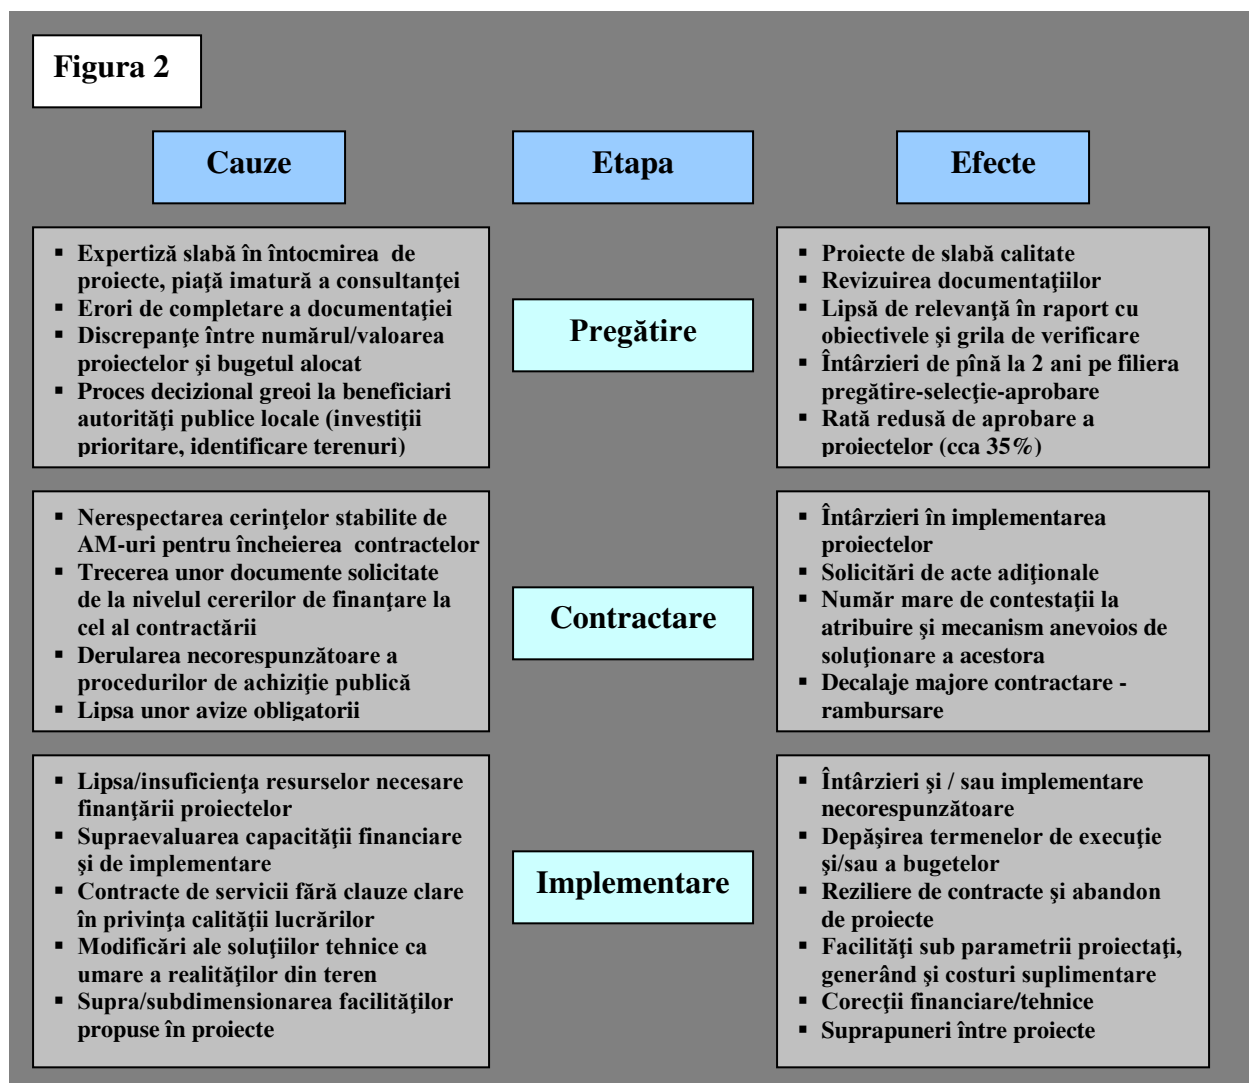 Figura 2
Cauze
Etapa
Efecte
▪ Expertiză slabă în întocmirea de
proiecte, piaţă imatură a consultanţei
▪ Erori de completare a documentaţiei
▪ Discrepanţe între numărul/valoarea
proiectelor şi bugetul alocat
▪ Proces decizional greoi la beneficiari
autorităţi publice locale (investiţii
prioritare, identificare terenuri)
Pregătire
▪ Proiecte de slabă calitate
▪ Revizuirea documentaţiilor
▪ Lipsă de relevanţă în raport cu
obiectivele şi grila de verificare
▪ Întârzieri de pînă la 2 ani pe filiera
pregătire-selecţie-aprobare
▪ Rată redusă de aprobare a
proiectelor (cca 35%)
▪ Nerespectarea cerinţelor stabilite de
AM-uri pentru încheierea contractelor
▪ Trecerea unor documente solicitate
de la nivelul cererilor de finanţare la
cel al contractării
▪ Derularea necorespunzătoare a
procedurilor de achiziţie publică
▪ Lipsa unor avize obligatorii
Contractare
▪ Întârzieri în implementarea
proiectelor
▪ Solicitări de acte adiţionale
▪ Număr mare de contestaţii la
atribuire şi mecanism anevoios de
soluţionare a acestora
▪ Decalaje majore contractare -
rambursare
▪ Lipsa/insuficienţa resurselor necesare
finanţării proiectelor
▪ Supraevaluarea capacităţii financiare
şi de implementare
▪ Contracte de servicii fără clauze clare
în privinţa calităţii lucrărilor
▪ Modificări ale soluţiilor tehnice ca
umare a realităţilor din teren
▪ Supra/subdimensionarea facilităţilor
propuse în proiecte
Implementare
▪ Întârzieri şi / sau implementare
necorespunzătoare
▪ Depăşirea termenelor de execuţie
şi/sau a bugetelor
▪ Reziliere de contracte şi abandon
de proiecte
▪ Facilităţi sub parametrii proiectaţi,
generând şi costuri suplimentare
▪ Corecţii financiare/tehnice
▪ Suprapuneri între proiecte